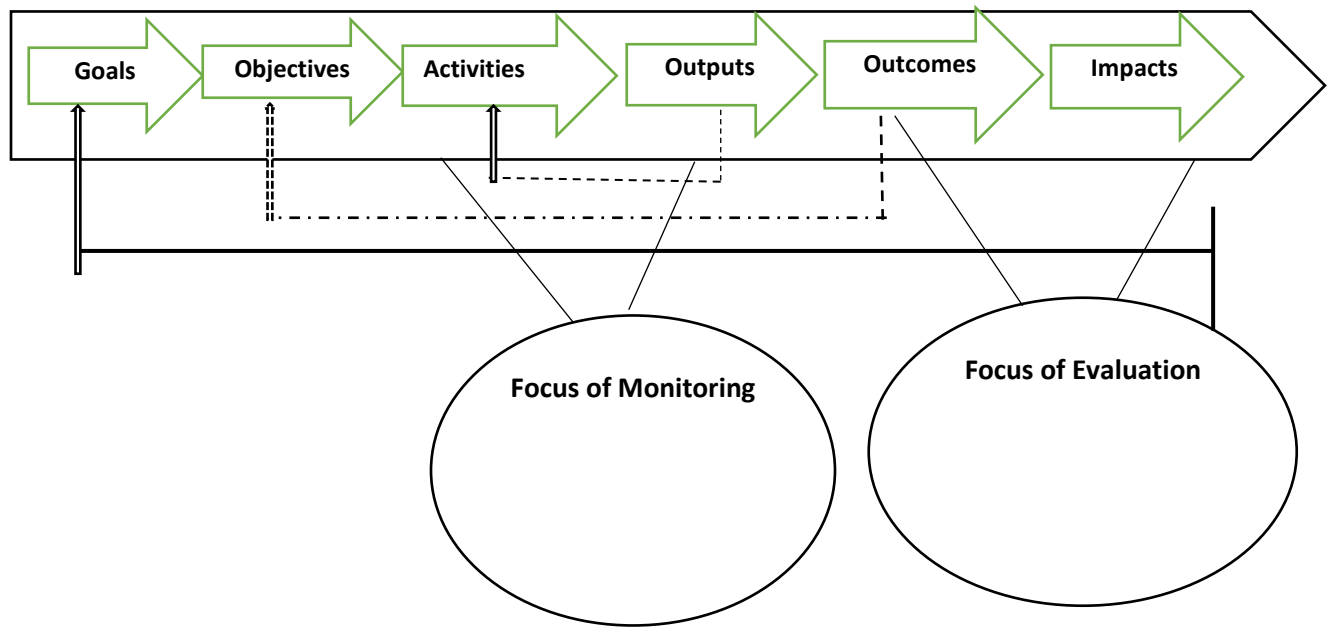 Goals
Objectives
Activities
Outputs
Outcomes
Impacts
Focus of Monitoring
Focus of Evaluation